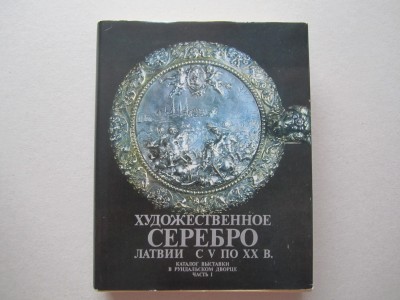 ХУДОЖЕСТВЕННОЕ
СЕРЕБРО
ЛАТВИИ С V ПО XX В.
КАТАЛОГ ВЫСТАВКИ
В РУНДАЛЬСКОМ ДВОРЦЕ
ЧАСТЬ I